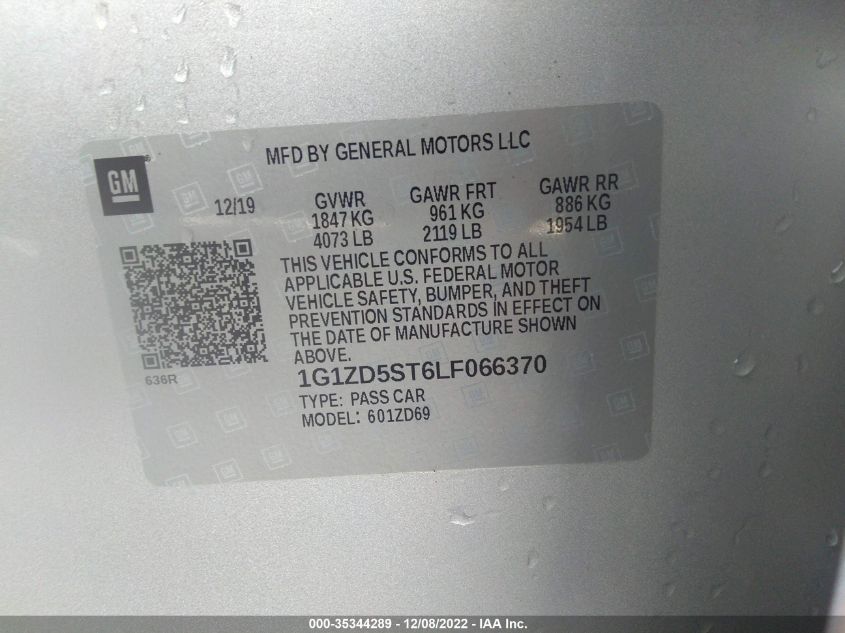 MFD BY GENERAL MOTORS LLC
GM
12/19
GVWR
1847 KG
4073 LB
GAWR FRT
961 KG
2119 LB
GAWR RR
886 KG
1954 LB
THIS VEHICLE CONFORMS TO ALL
APPLICABLE U.S. FEDERAL MOTOR
VEHICLE SAFETY, BUMPER, AND THEFT
PREVENTION STANDARDS IN EFFECT ON
THE DATE OF MANUFACTURE SHOWN
ABOVE.
636R
1G1ZD5ST6LF066370
TYPE: PASS CAR
MODEL: 601ZD69
000-35344289 - 12/08/2022 - IAA Inc.